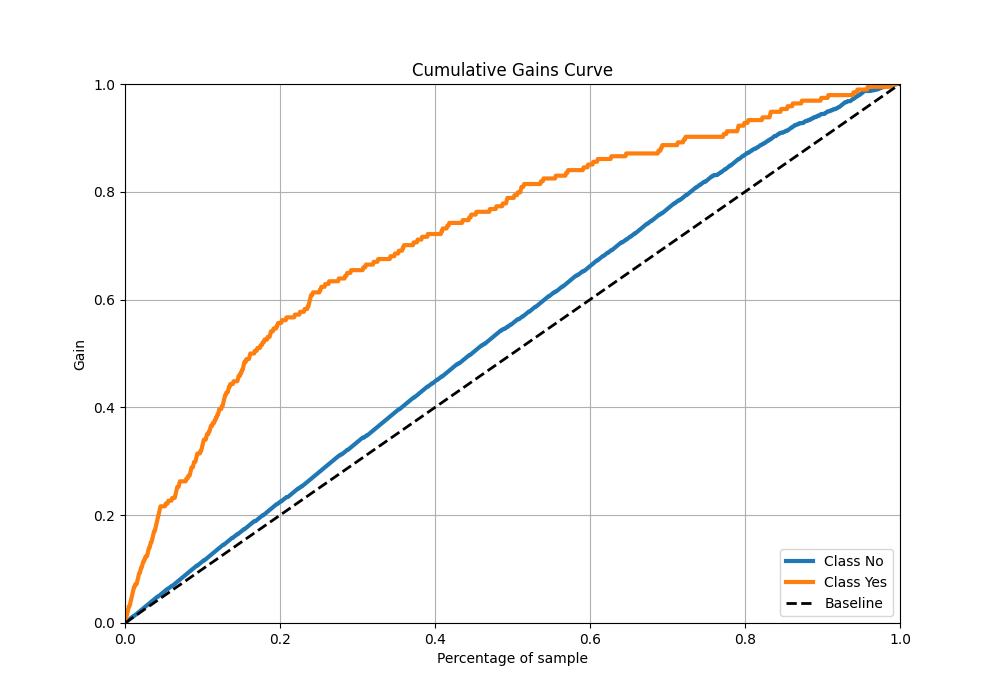 Cumulative Gains Curve
1.0
0.8
0.6
0.4
0.2
0.0
Gain
0.0 0.2 0.4 0.6 0.8 1.0
Percentage of sample
Class No
Class Yes
Baseline